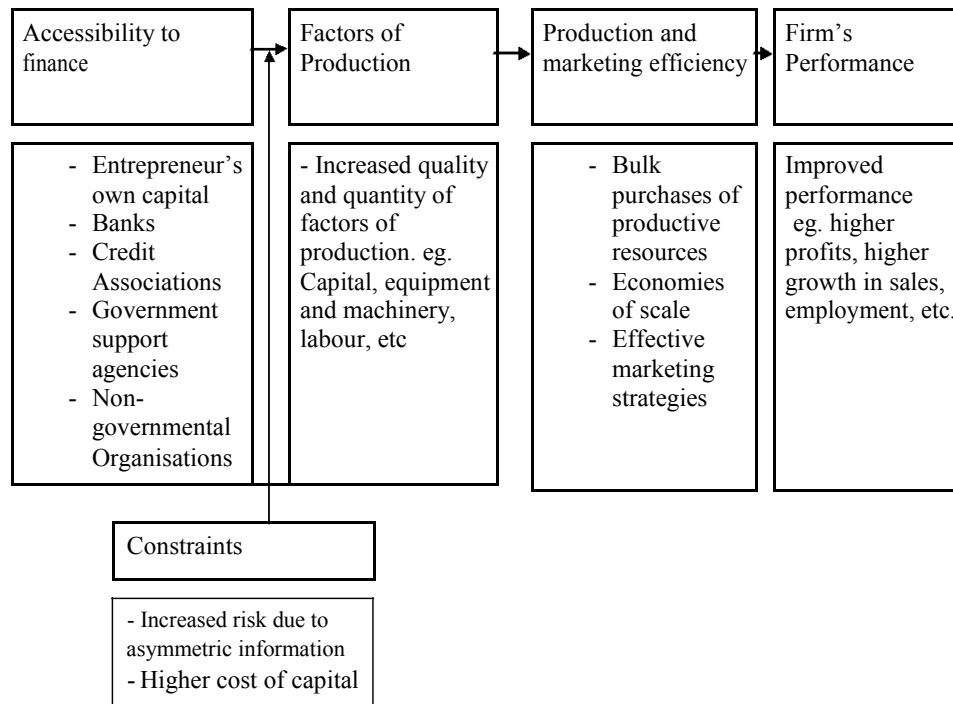 Accessibility to
finance
Factors of
Production
Production and
marketing efficiency
Firm's
Performance
- Entrepreneur's
own capital
- Banks
- Credit
Associations
- Government
support
agencies
- Non-
governmental
Organisations
- Increased quality
and quantity of
factors of
production. eg.
Capital, equipment
and machinery,
labour, etc
- Bulk
purchases of
productive
resources
- Economies
of scale
- Effective
marketing
strategies
Improved
performance
eg. higher
profits, higher
growth in sales,
employment, etc.
Constraints
- Increased risk due to
asymmetric information
- Higher cost of capital